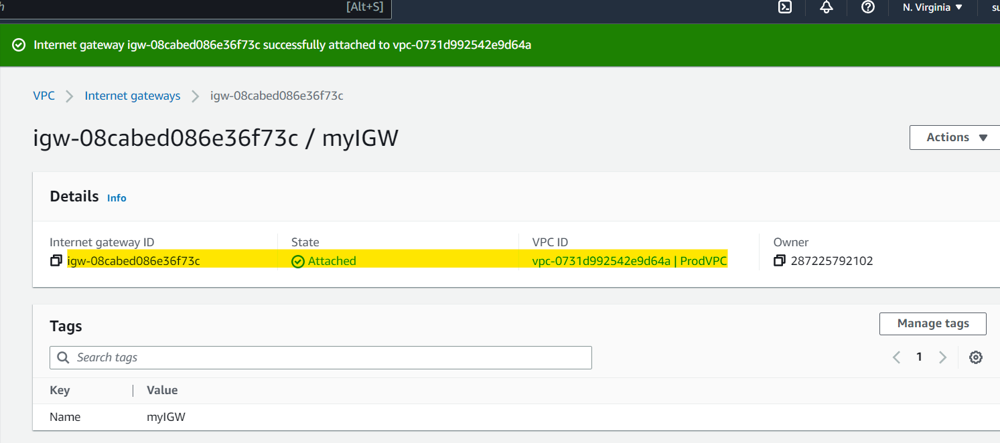 [Alt+S]
N. Virginia
Internet gateway igw-08cabed086e36f73c successfully attached to vpc-0731d992542e9d64a
VPC
Internet gateways
igw-08cabed086e36f73c
igw-08cabed086e36f73c / myIGW
Actions
Details Info
Internet gateway ID
igw-08cabed086e36f73c
State
Attached
VPC ID
vpc-0731d992542e9d64a | ProdVPC
Owner
287225792102
Tags
Manage tags
Search tags
1
Key Value
Name myIGW